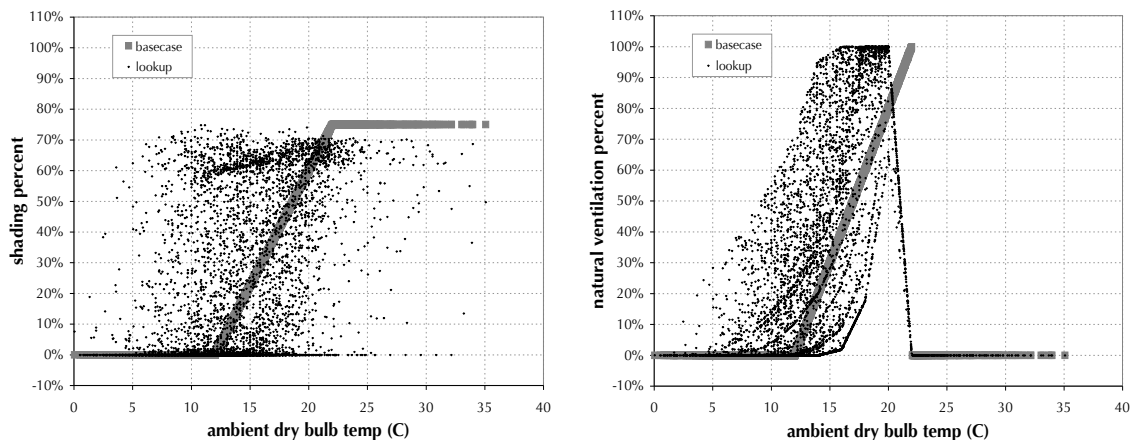 110%
100%
90%
80%
70%
60%
50%
40%
30%
20%
10%
0%
-10%
shading percent
basecase
lookup
0 5 10 15 20 25 30 35 40
ambient dry bulb temp (C)
110%
100%
90%
80%
70%
60%
50%
40%
30%
20%
10%
0%
-10%
natural ventilation percent
basecase
lookup
0 5 10 15 20 25 30 35 40
ambient dry bulb temp (C)